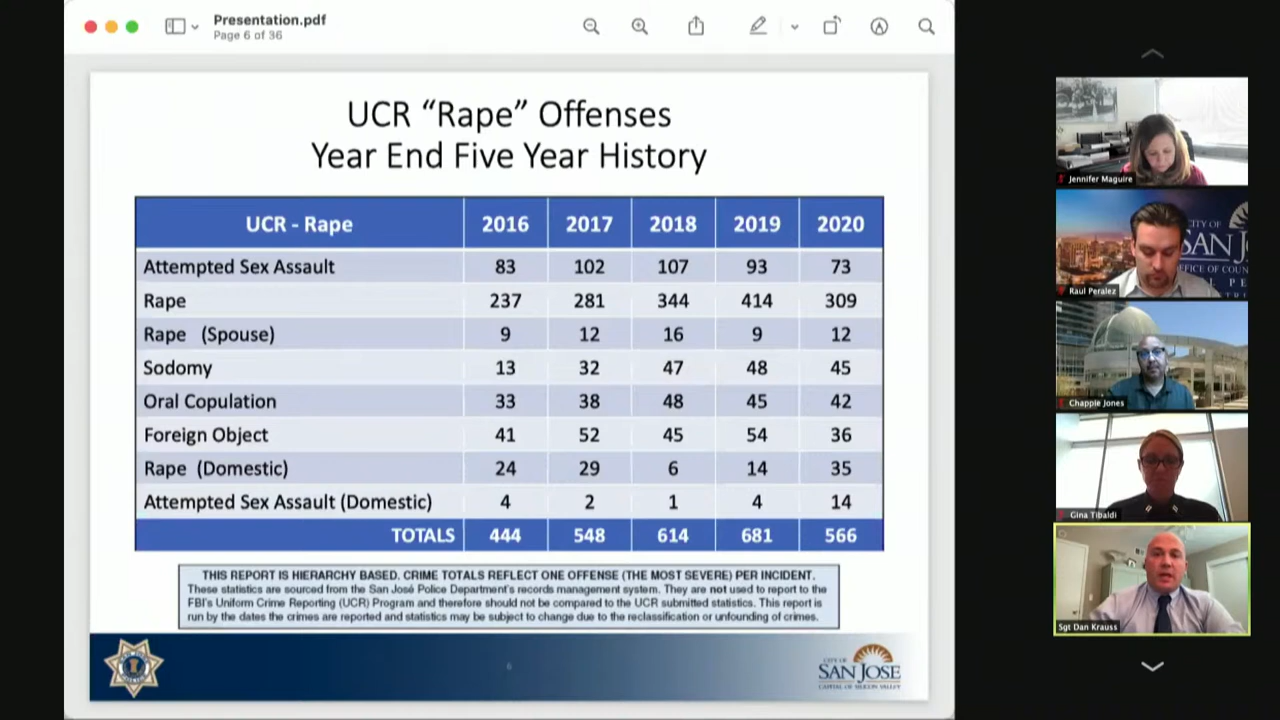 Presentation.pdf
Page 6 of 36
UCR “Rape” Offenses
Year End Five Year History
UCR - Rape 2016 2017 2018 2019 2020
Attempted Sex Assault 83 102 107 93 73
Rape 237 281 344 414 309
Rape (Spouse) 9 12 16 9 12
Sodomy 13 32 47 48 45
Oral Copulation 33 38 48 45 42
Foreign Object 41 52 45 54 36
Rape (Domestic) 24 29 6 14 35
Attempted Sex Assault (Domestic) 4 2 1 4 14
TOTALS 444 548 614 681 566
THIS REPORT IS HIERARCHY BASED. CRIME TOTALS REFLECT ONE OFFENSE (THE MOST SEVERE) PER INCIDENT.
These statistics are sourced from the San José Police Department's records management system. They are not used to report to the
FBI's Uniform Crime Reporting (UCR) Program and therefore should not be compared to the UCR submitted statistics. This report is
run by the dates the crimes are reported and statistics may be subject to change due to the reclassification or unfounding of crimes.
6
CITY OF
SAN JOSE
CAPITAL OF SILICON VALLEY
Jennifer Maguire
CITY OF
SAN JOS
FFICE OF COUN
Raul Peralez
Chappie Jones
Gina Tibaldi
Sgt Dan Krauss